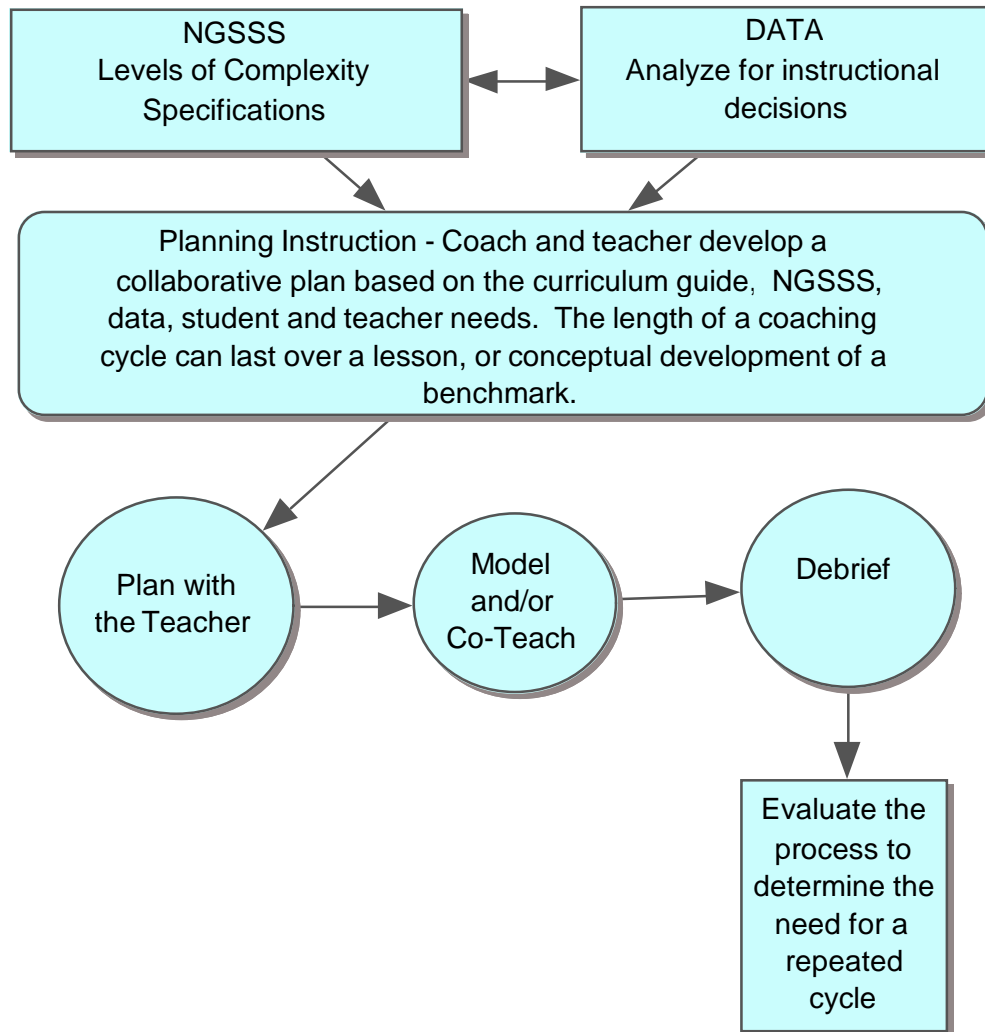 NGSSS
Levels of Complexity
Specifications
DATA
Analyze for instructional
decisions
Planning Instruction - Coach and teacher develop a
collaborative plan based on the curriculum guide, NGSSS,
data, student and teacher needs. The length of a coaching
cycle can last over a lesson, or conceptual development of a
benchmark.
Plan with
the Teacher
Model
and/or
Co-Teach
Debrief
Evaluate the
process to
determine the
need for a
repeated
cycle